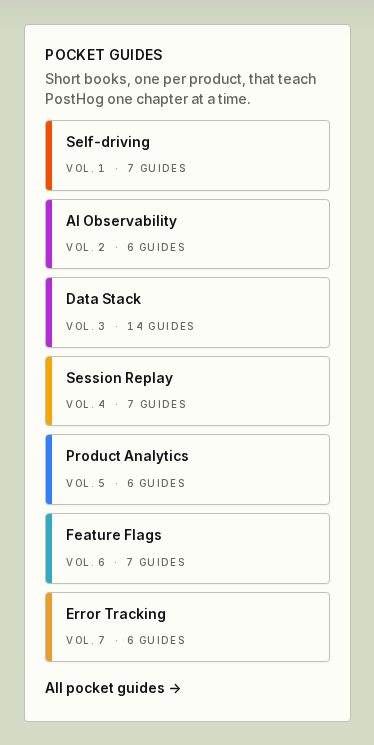 POCKET GUIDES
Short books, one per product, that teach
PostHog one chapter at a time.
Self-driving
VOL. 1 · 7 GUIDES
AI Observability
VOL. 2 · 6 GUIDES
Data Stack
VOL. 3 · 14 GUIDES
Session Replay
VOL. 4 · 7 GUIDES
Product Analytics
VOL. 5 · 6 GUIDES
Feature Flags
VOL. 6 · 7 GUIDES
Error Tracking
VOL. 7 · 6 GUIDES
All pocket guides →